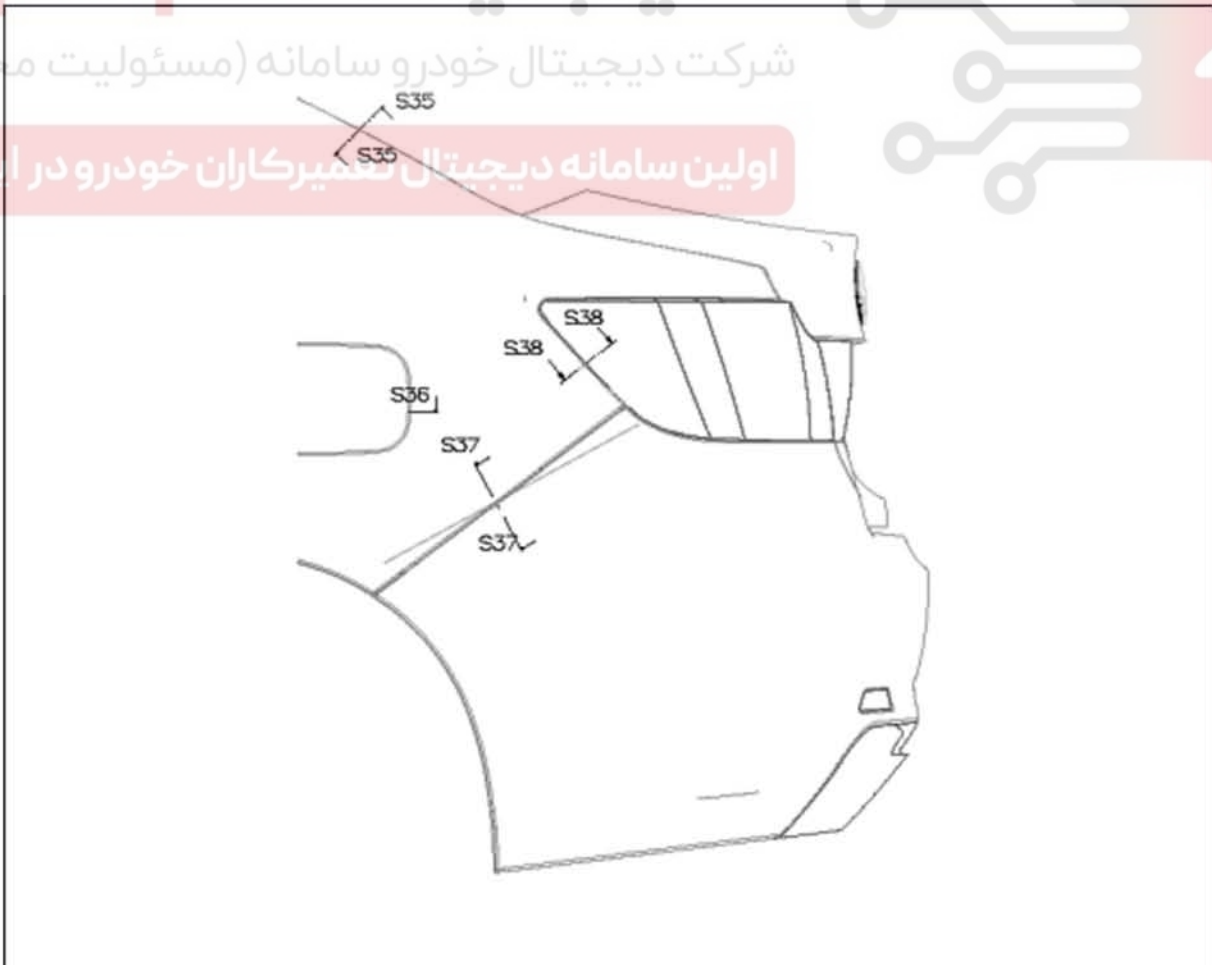 شرکت دیجیتال خودرو سامانه (مسئولیت
اولین سامانه دیجیتال تعمیرکاران خودرو در
S35
S35
S38
S38
S36
S37
S37